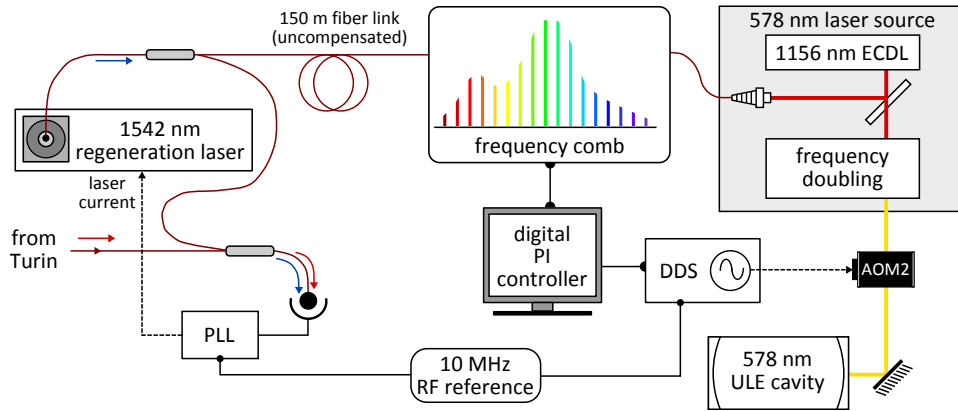 150 m fiber link
(uncompensated)
578 nm laser source
1156 nm ECDL
1542 nm
regeneration laser
frequency comb
frequency
doubling
laser
current
from
Turin
digital
PI
controller
DDS
AOM2
PLL
10 MHz
RF reference
578 nm
ULE cavity